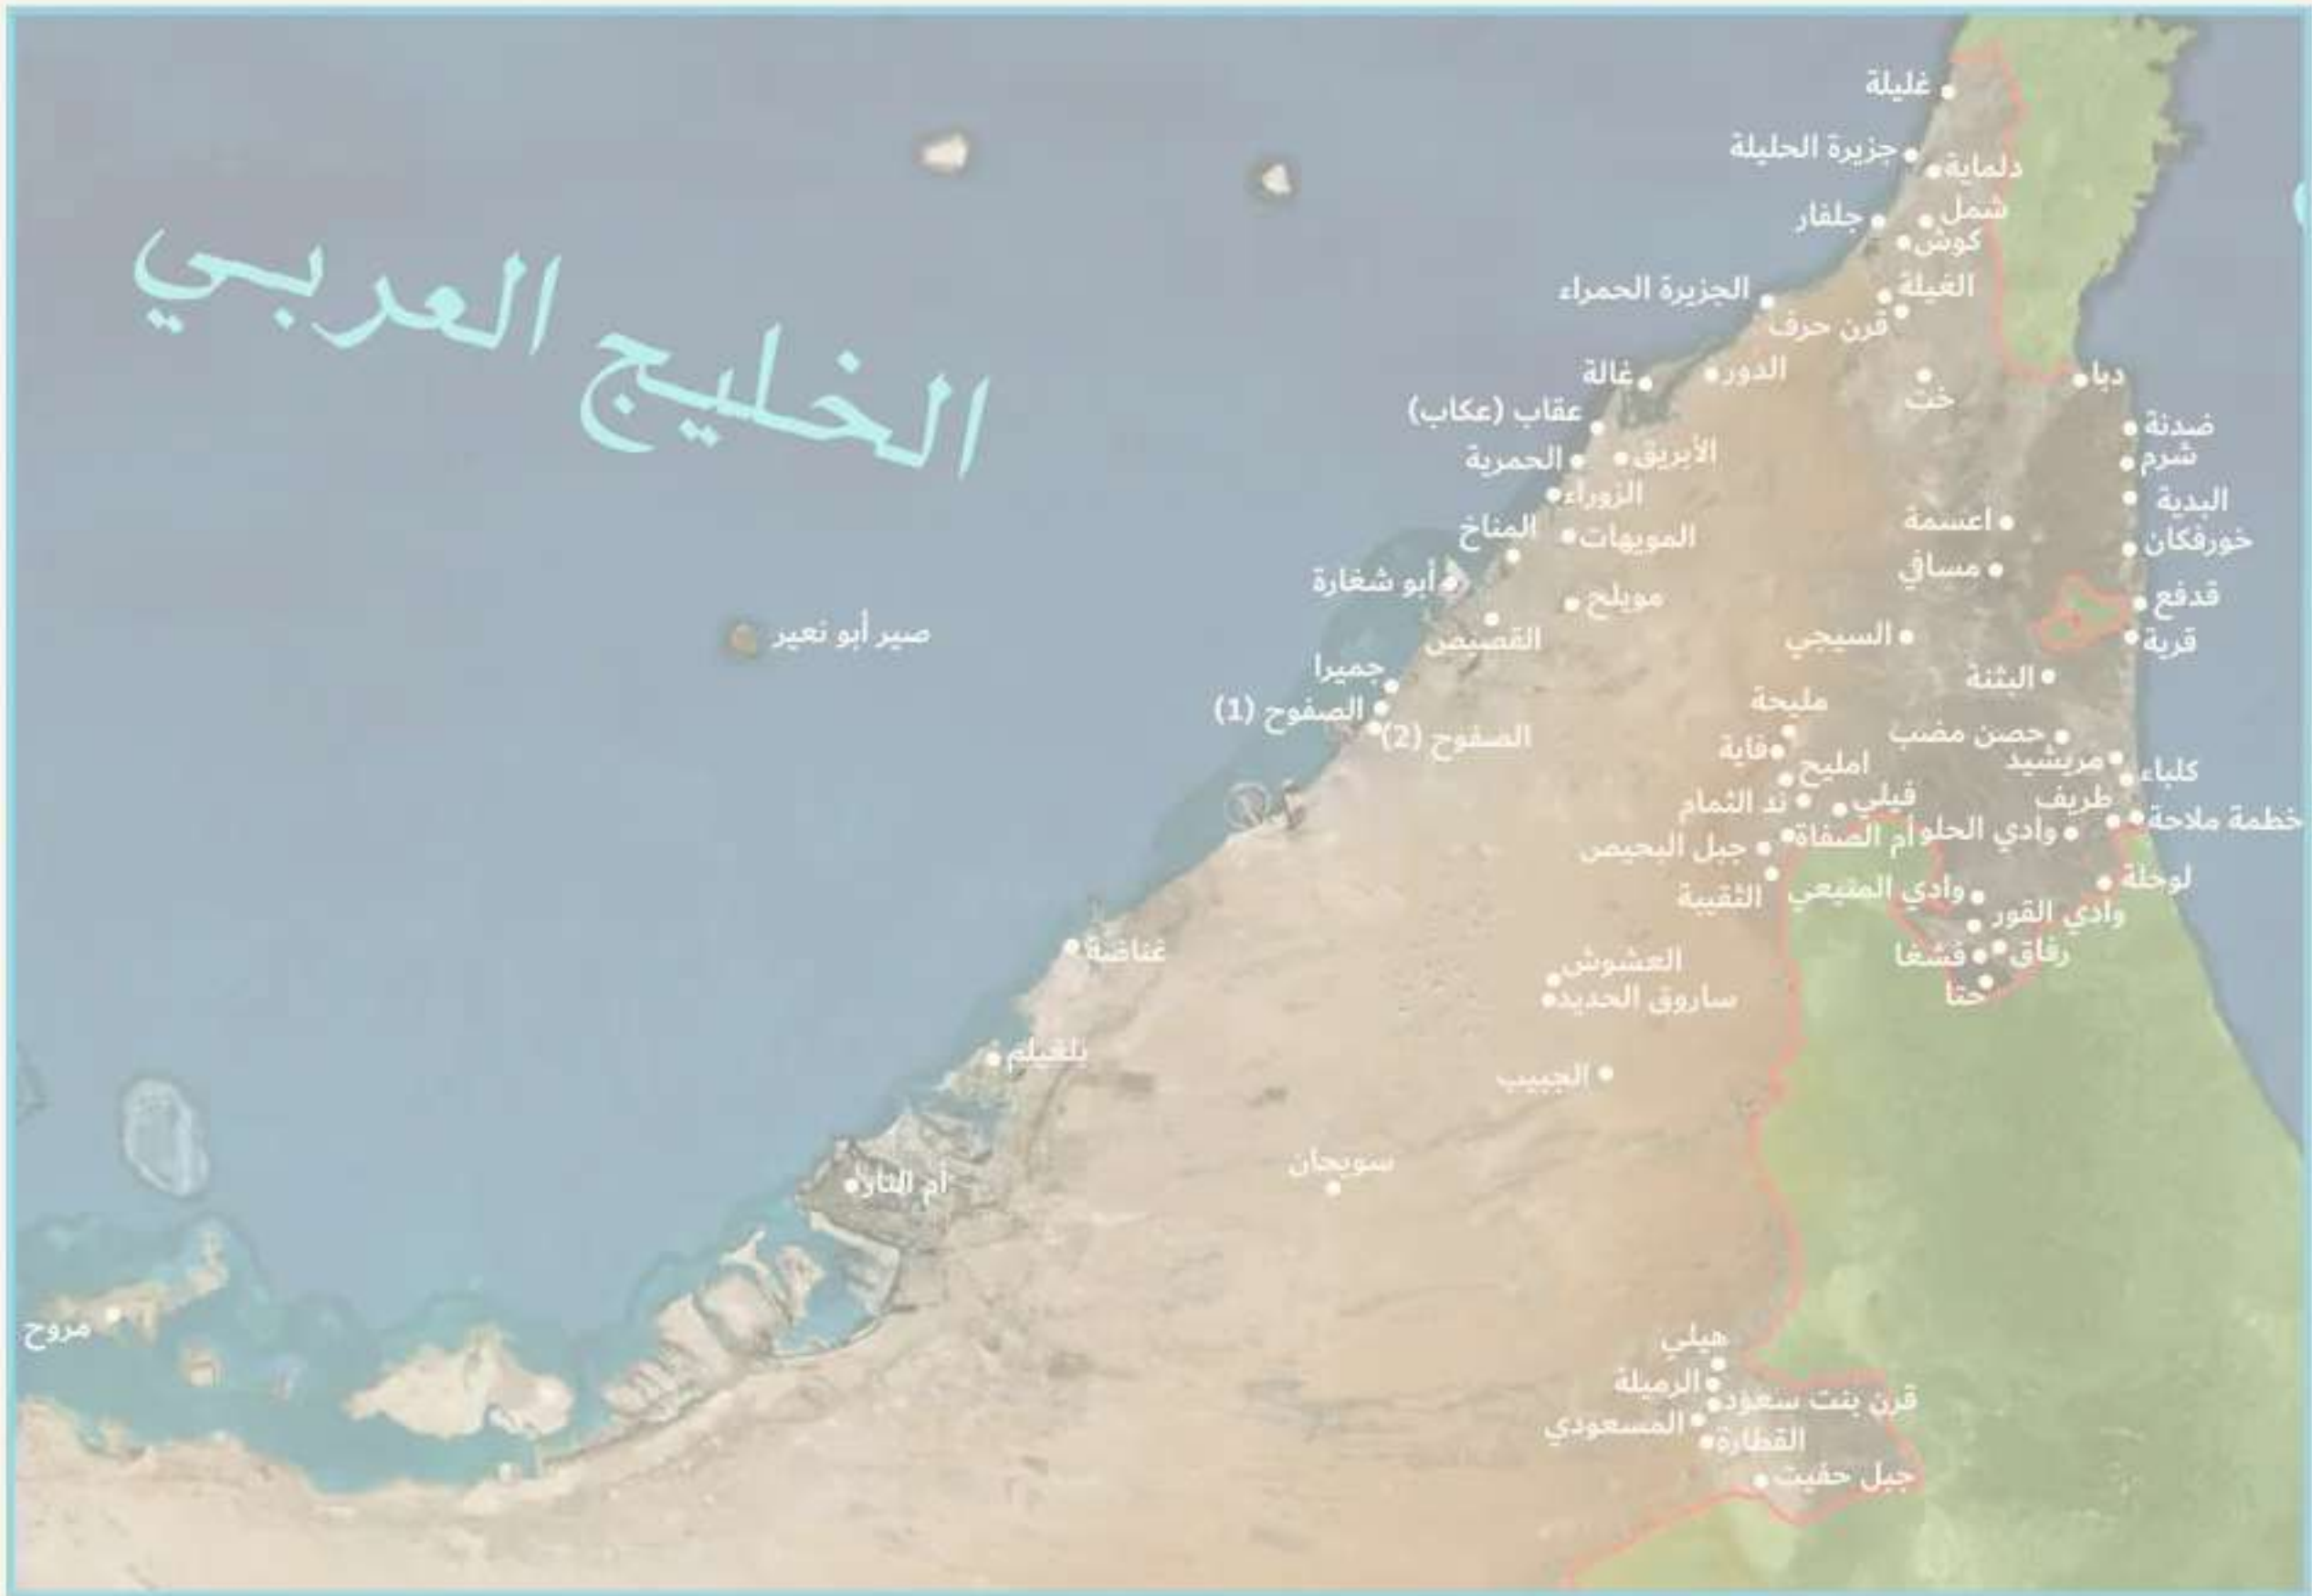 غليلة
جزيرة الحليلة
دلماية
شمل
جلفار
كوش
الغيلة
الجزيرة الحمراء
قرن حرف
الخليج العربي
الدور
غالة
دبا
خت
عقاب (عكاب)
ضدنة
الأبريق
الحمرية
شرم
الزوراء
البدية
اعسمة
المناخ
المويهات
خورفكان
مسافي
أبو شغارة
مويلح
قدفع
صير أبو نعير
القصيص
السيجي
قرية
جميرا
البثنة
الصفوح (1)
مليحة
الصفوح (2)
حصن مضب
فاية
مريشيد
امليح
كلباء
ند الثمام
فيلي
طريف
خطمة ملاحة
أم الصفاة
وادي الحلو
جبل البحيص
لوحلة
الثقيبة
وادي المنيعي
وادي القور
غناضة
العشوش
فشغا
رفاق
ساروق الحديد
حتا
بلغيلم
الجبيب
سويحان
أم النار
مروح
هيلي
الرميلة
قرن بنت سعود
المسعودي
القطارة
جبل حفيت